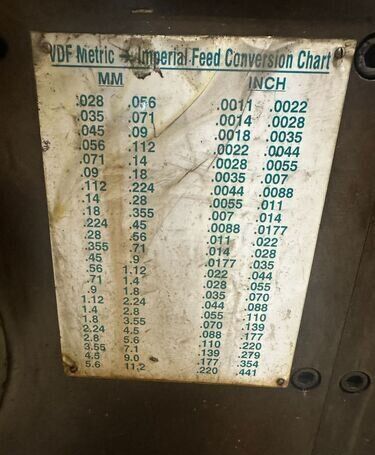 VDF Metric → Imperial Feed Conversion Chart
MM INCH
.028 .056 .0011 .0022
.035 .071 .0014 .0028
.045 .09 .0018 .0035
.056 .112 .0022 .0044
.071 .14 .0028 .0055
.09 .18 .0035 .007
.112 .224 .0044 .0088
.14 .28 .0055 .011
.18 .355 .007 .014
.224 .45 .0088 .0177
.28 .56 .011 .022
.355 .71 .014 .028
.45 .9 .0177 .035
.56 1.12 .022 .044
.71 1.4 .028 .055
.9 1.8 .035 .070
1.12 2.24 .044 .088
1.4 2.8 .055 .110
1.8 3.55 .070 .139
2.24 4.5 .088 .177
2.8 5.6 .110 .220
3.55 7.1 .139 .279
4.5 9.0 .177 .354
5.6 11.2 .220 .441